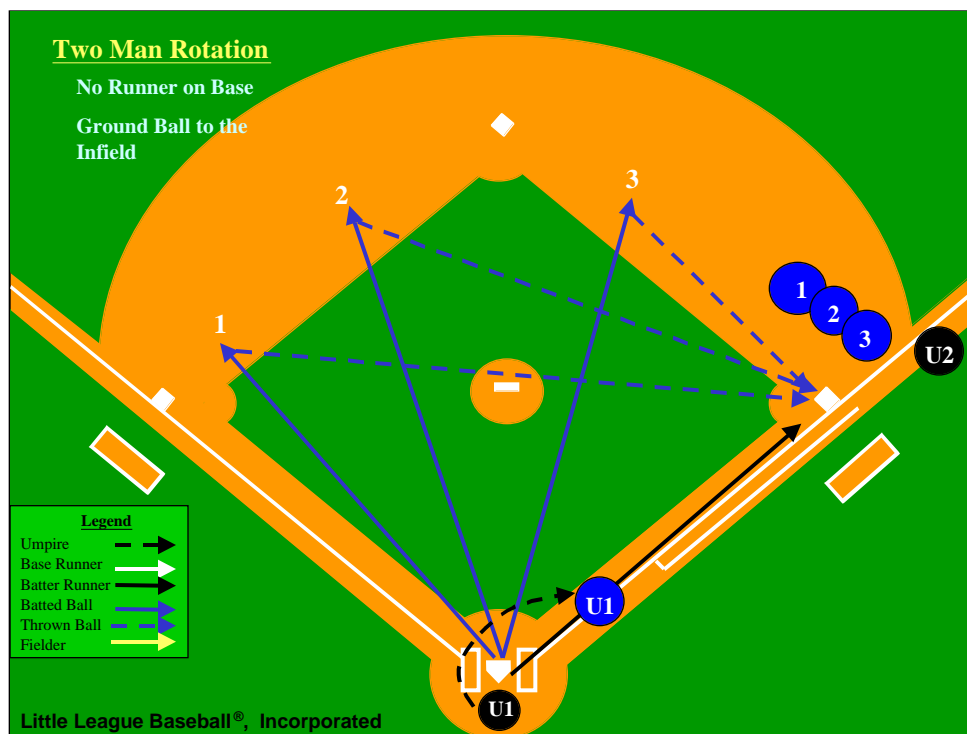 Two Man Rotation
No Runner on Base
Ground Ball to the
Infield
3
2
1
1
2
3
U2
U1
U1
Legend
Umpire
Base Runner
Batter Runner
Batted Ball
Thrown Ball
Fielder
Little League Baseball®, Incorporated